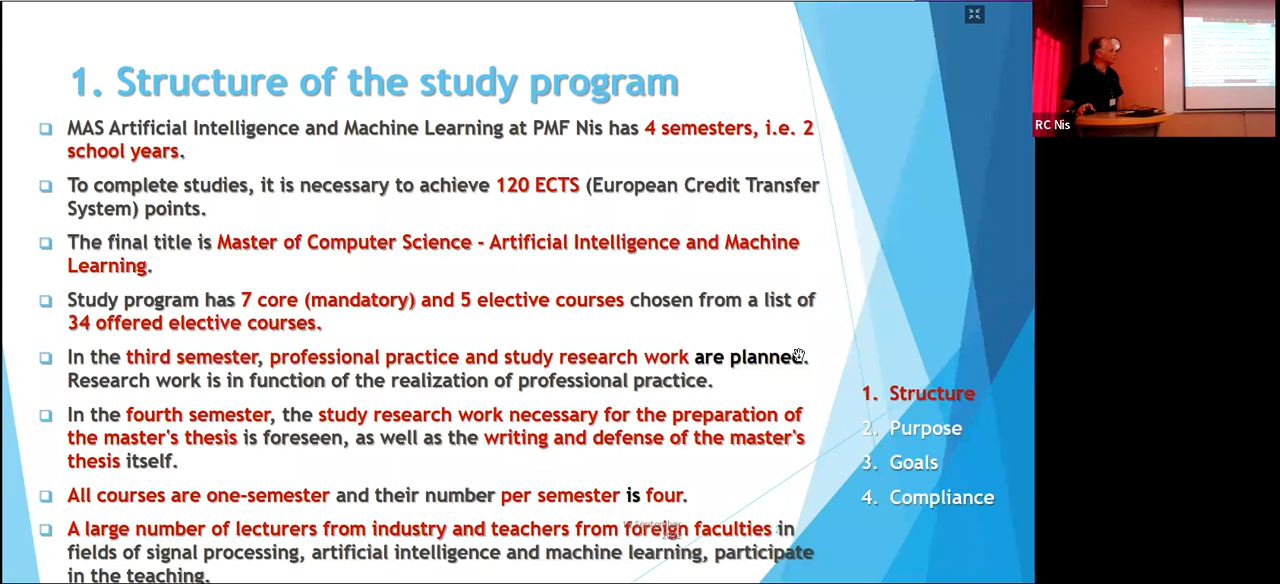 1. Structure of the study program
MAS Artificial Intelligence and Machine Learning at PMF Nis has 4 semesters, i.e. 2
school years.
To complete studies, it is necessary to achieve 120 ECTS (European Credit Transfer
System) points.
The final title is Master of Computer Science - Artificial Intelligence and Machine
Learning.
Study program has 7 core (mandatory) and 5 elective courses chosen from a list of
34 offered elective courses.
In the third semester, professional practice and study research work are planned.
Research work is in function of the realization of professional practice.
In the fourth semester, the study research work necessary for the preparation of
the master's thesis is foreseen, as well as the writing and defense of the master's
thesis itself.
All courses are one-semester and their number per semester is four.
A large number of lecturers from industry and teachers from foreign faculties in
fields of signal processing, artificial intelligence and machine learning, participate
in the teaching.
September
1. Structure
2. Purpose
3. Goals
4. Compliance
RC Nis